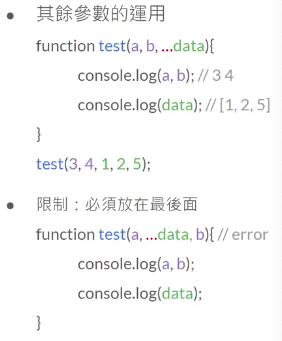 • 其餘參數的運用
function test(a, b, ...data){
console.log(a, b); // 3 4
console.log(data); // [1, 2, 5]
}
test(3, 4, 1, 2, 5);
• 限制：必須放在最後面
function test(a, ...data, b){ // error
console.log(a, b);
console.log(data);
}